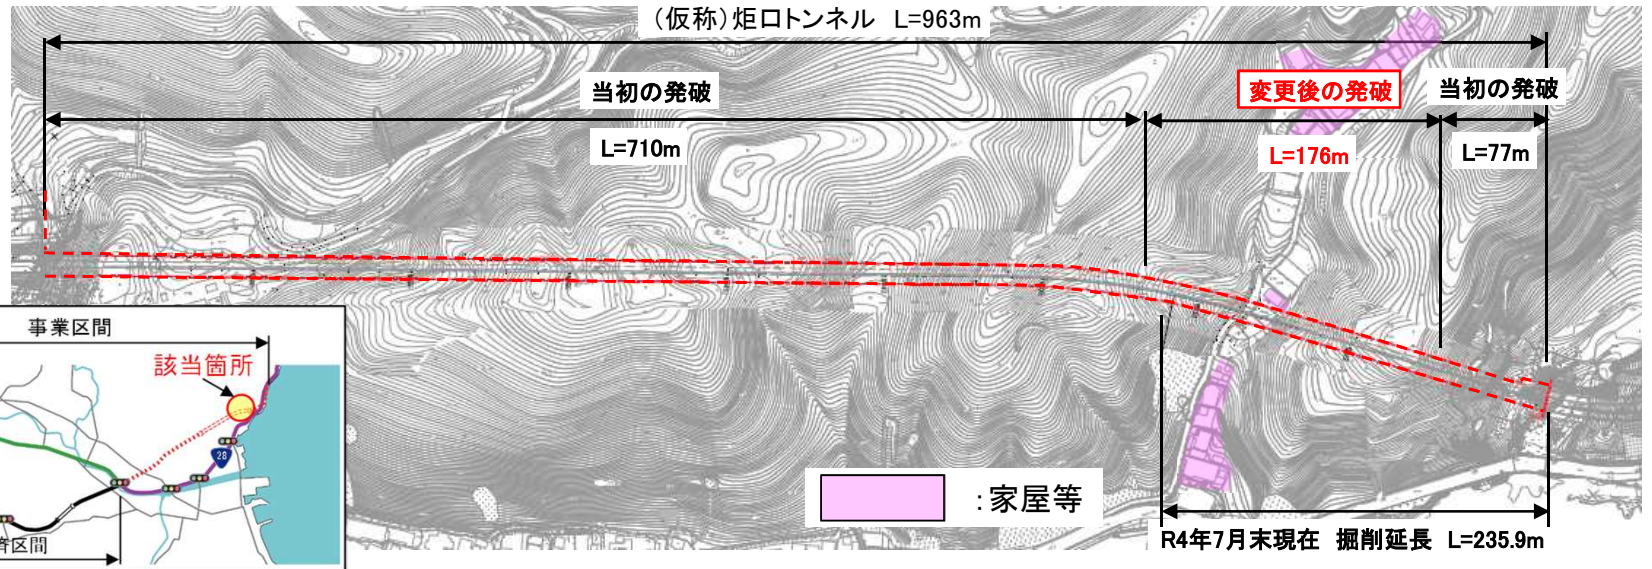 （仮称）炬口トンネル L=963m
当初の発破
変更後の発破
当初の発破
L=710m
L=176m
L=77m
事業区間
該当箇所
28
区間
：家屋等
R4年7月末現在 掘削延長 L=235.9m